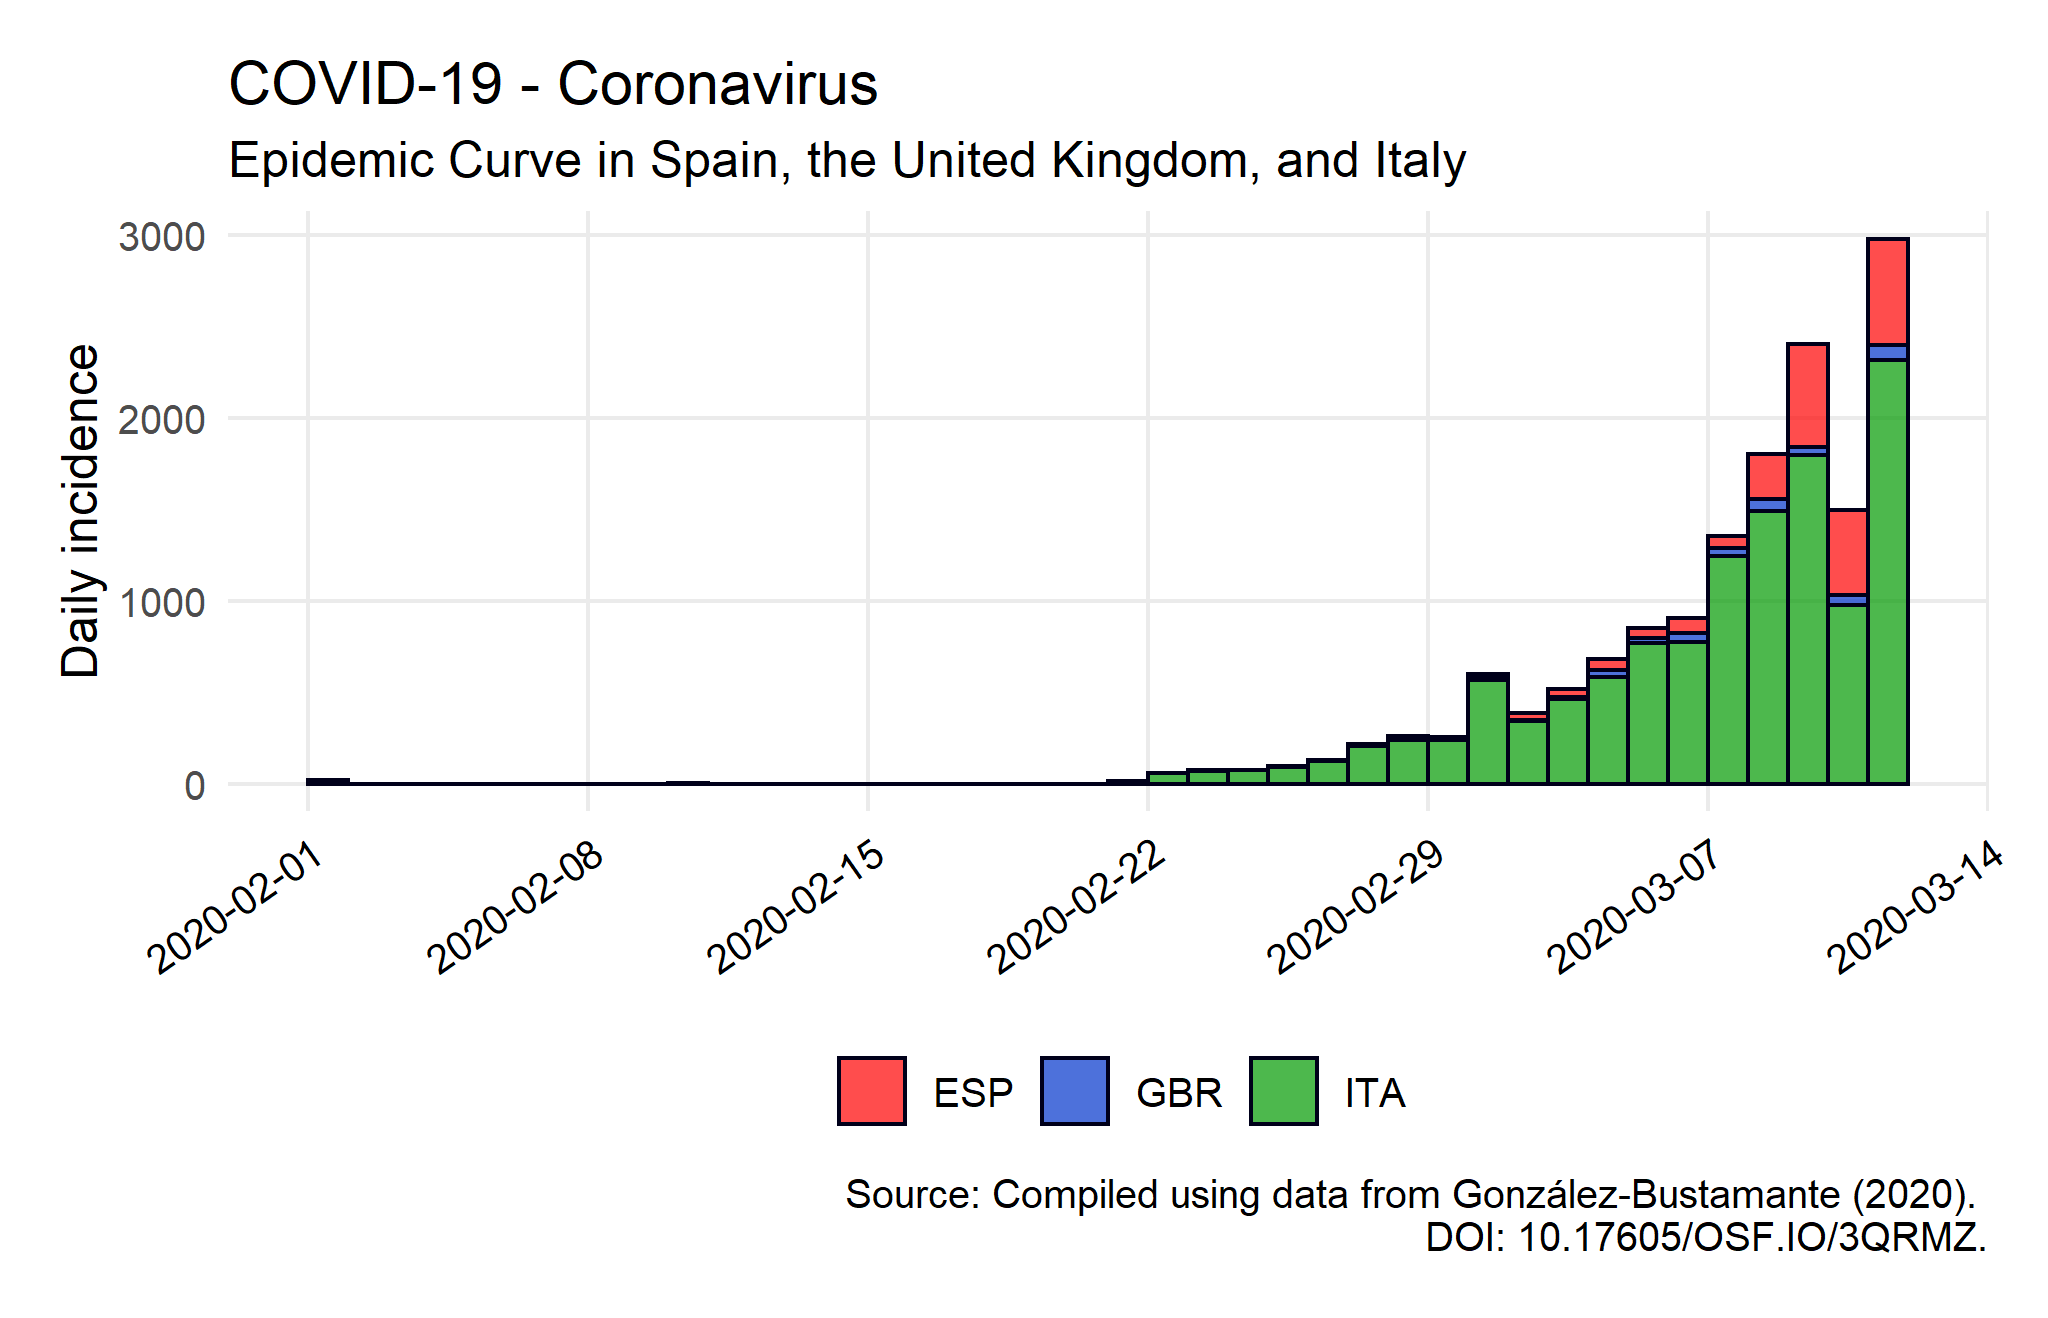 COVID-19 - Coronavirus
Epidemic Curve in Spain, the United Kingdom, and Italy
Daily incidence
3000
2000
1000
0
2020-02-01
2020-02-08
2020-02-15
2020-02-22
2020-02-29
2020-03-07
2020-03-14
ESP
GBR
ITA
Source: Compiled using data from González-Bustamante (2020).
DOI: 10.17605/OSF.IO/3QRMZ.